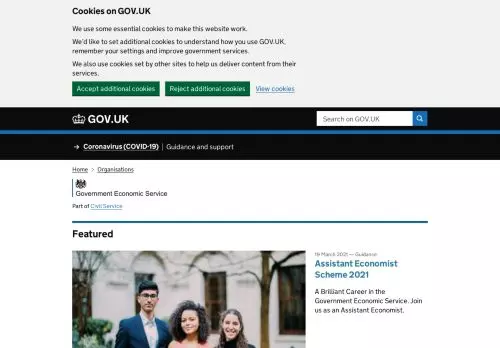 Cookies on GOV.UK
We use some essential cookies to make this website work.
We'd like to set additional cookies to understand how you use GOV.UK,
remember your settings and improve government services.
We also use cookies set by other sites to help us deliver content from their
services.
Accept additional cookies Reject additional cookies View cookies
GOV.UK Search on GOV.UK
→ Coronavirus (COVID-19) | Guidance and support
Home > Organisations
Government Economic Service
Part of Civil Service
Featured
19 March 2021 — Guidance
Assistant Economist
Scheme 2021
A Brilliant Career in the
Government Economic Service. Join
us as an Assistant Economist.